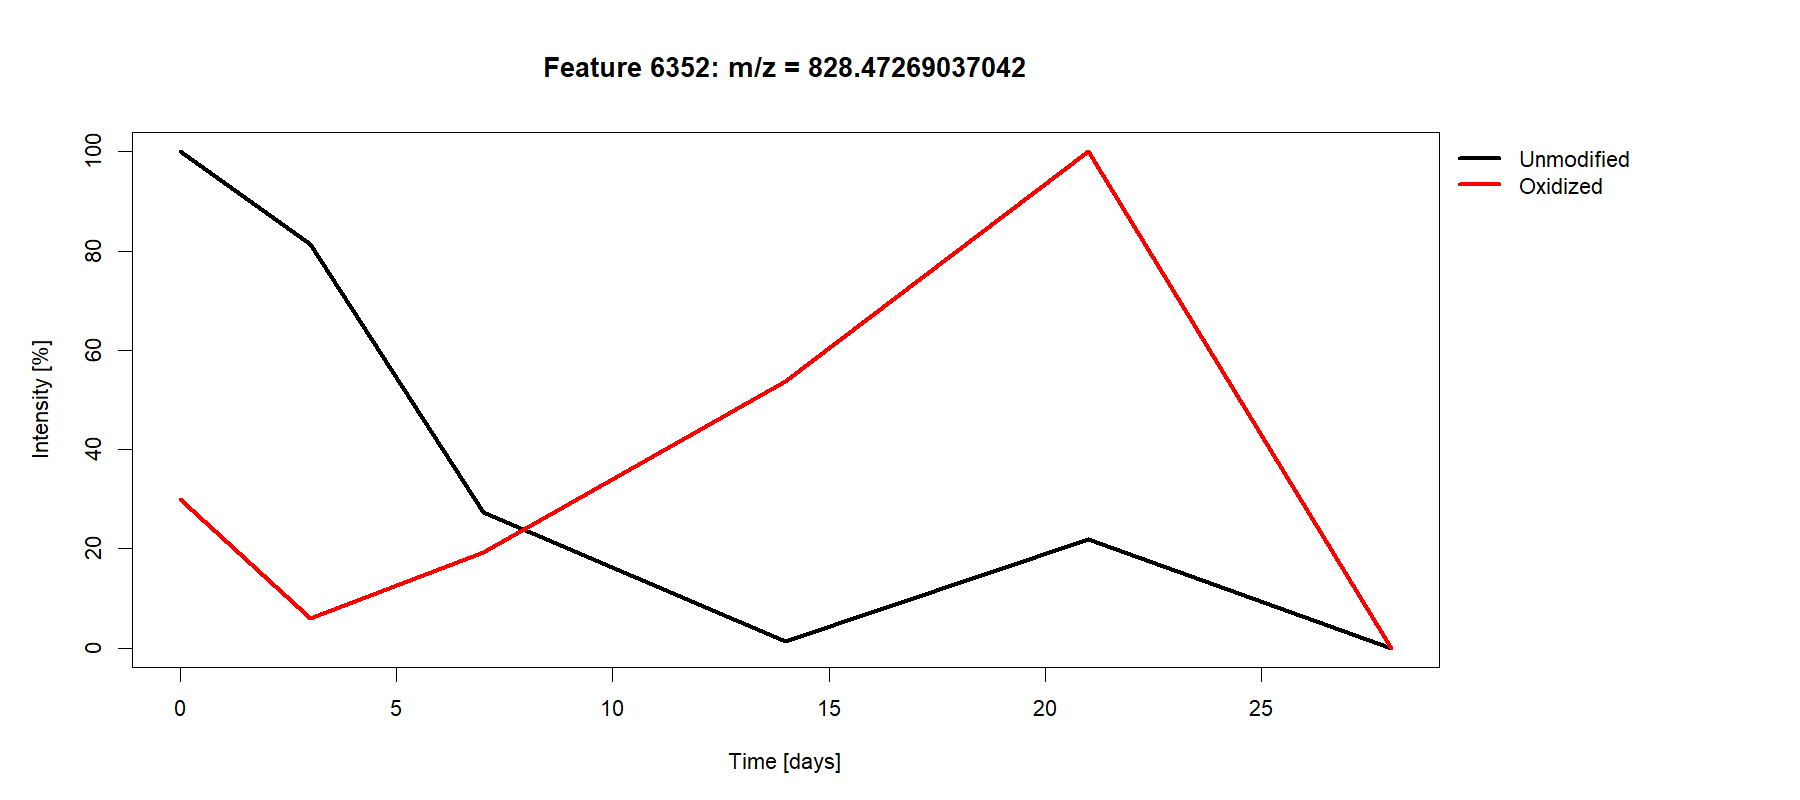 Feature 6352: m/z = 828.47269037042
Unmodified
Oxidized
Intensity [%]
100
80
60
40
20
0
0 5 10 15 20 25
Time [days]